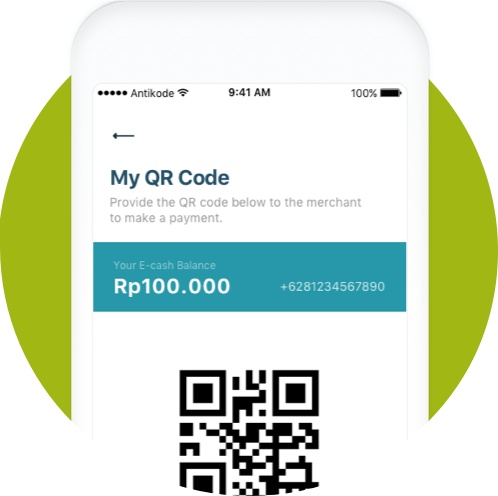 Antikode
9:41 AM
100%
My QR Code
Provide the QR code below to the merchant
to make a payment.
Your E-cash Balance
Rp100.000
+6281234567890